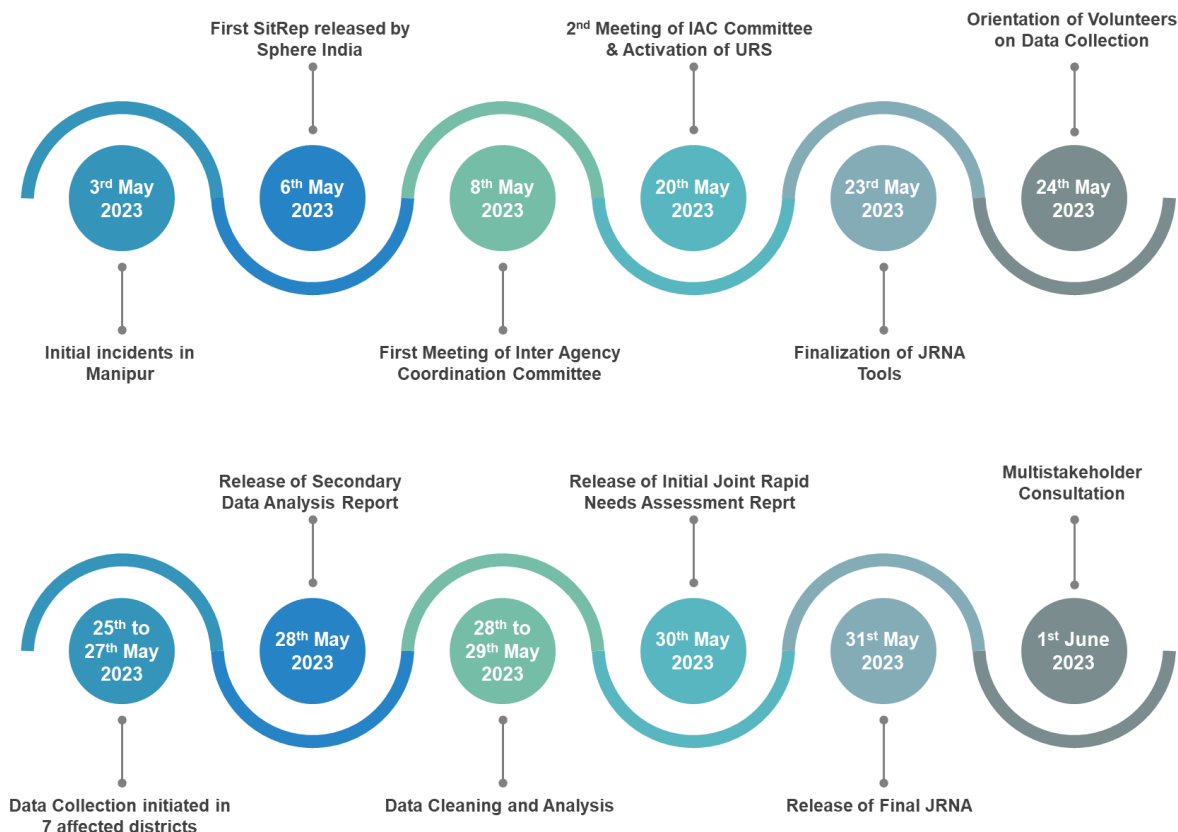 First SitRep released by
Sphere India
2nd Meeting of IAC Committee
& Activation of URS
Orientation of Volunteers
on Data Collection
3rd May
2023
6th May
2023
8th May
2023
20th May
2023
23rd May
2023
24th May
2023
Initial incidents in
Manipur
First Meeting of Inter Agency
Coordination Committee
Finalization of JRNA
Tools
Release of Secondary
Data Analysis Report
Release of Initial Joint Rapid
Needs Assessment Reprt
Multistakeholder
Consultation
25th to
27th May
2023
28th May
2023
28th to
29th May
2023
30th May
2023
31st May
2023
1st June
2023
Data Collection initiated in
7 affected districts
Data Cleaning and Analysis
Release of Final JRNA